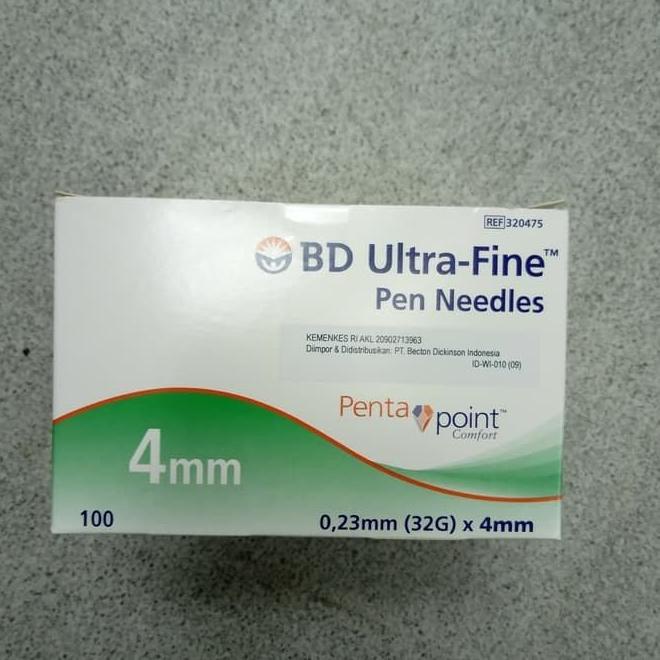 REF 320475
BD Ultra-Fine™
Pen Needles
KEMENKES RI AKL 20902713963
Diimpor & Didistribusikan: PT. Becton Dickinson Indonesia
ID-WI-010 (09)
Penta point™
Comfort
4mm
100
0,23mm (32G) x 4mm